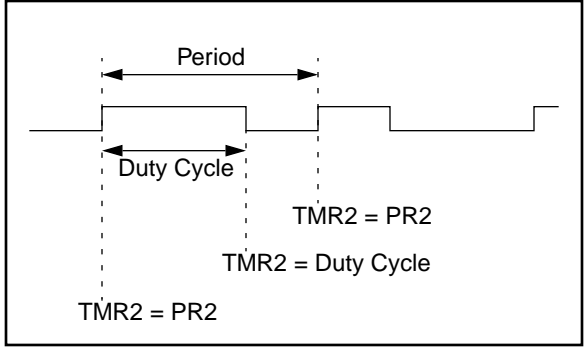 Period
Duty Cycle
TMR2 = PR2
TMR2 = Duty Cycle
TMR2 = PR2